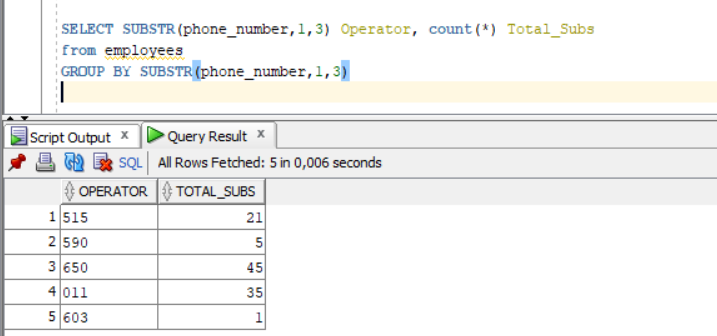 SELECT SUBSTR(phone_number,1,3) Operator, count(*) Total_Subs
from employees
GROUP BY SUBSTR(phone_number,1,3)
Script Output x Query Result x
SQL All Rows Fetched: 5 in 0,006 seconds
OPERATOR TOTAL_SUBS
1 515 21
2 590 5
3 650 45
4 011 35
5 603 1